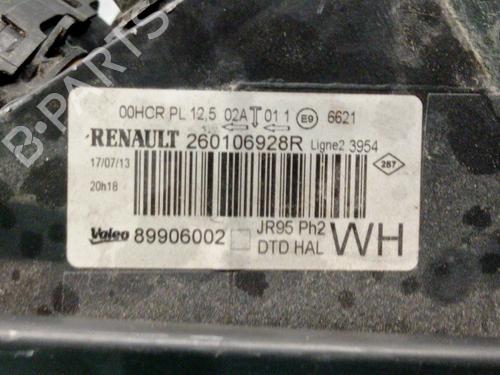 00HCR PL 12,5 02A T 01 1 E9 6621
RENAULT 260106928R Ligne2 3954
17/07/13
20h18
287
Valeo 89906002 JR95 Ph2
DTD HAL WH
B-PARTS